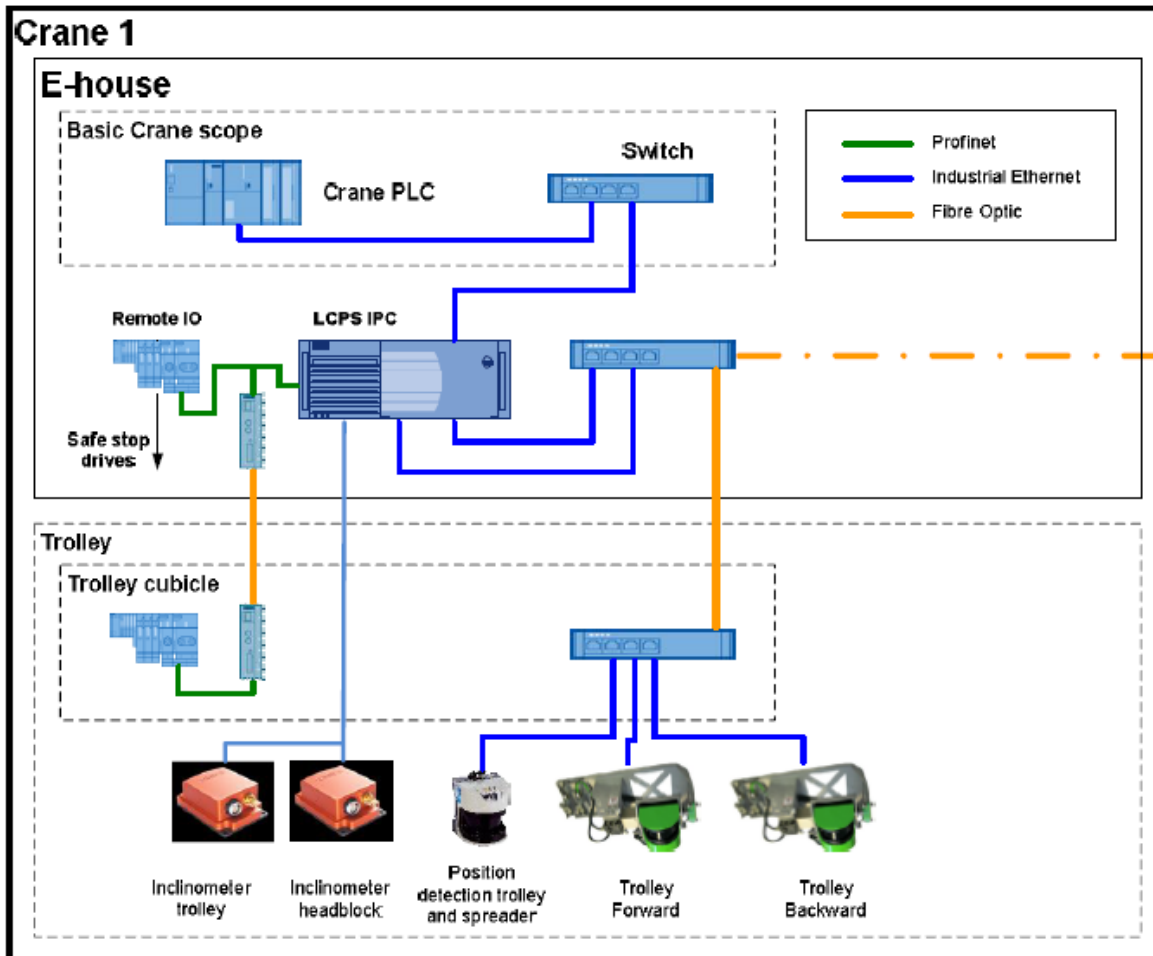 Crane 1
E-house
Basic Crane scope
Switch
Crane PLC
Profinet
Industrial Ethernet
Fibre Optic
Remote IO
LCPS IPC
Safe stop
drives
Trolley
Trolley cubicle
Inclinometer
trolley
Inclinometer
headblock
Position
detection trolley
and spreader
Trolley
Forward
Trolley
Backward